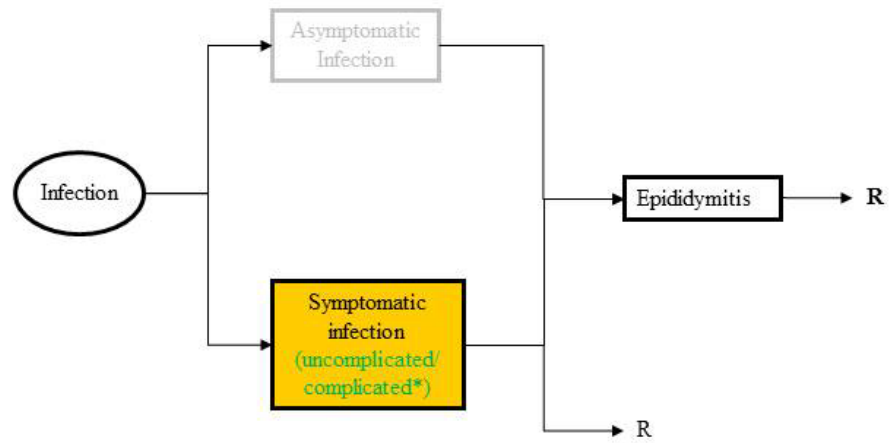 Asymptomatic
Infection
Infection
Epididymitis
R
Symptomatic
infection
(uncomplicated/
complicated*)
R